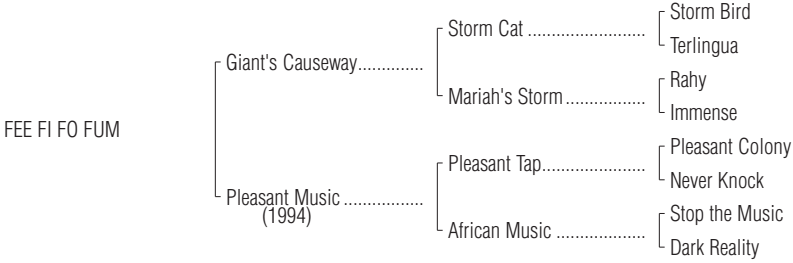 Storm Bird
Storm Cat ........................
Terlingua
Giant's Causeway..............
Rahy
Mariah's Storm.................
Immense
FEE FI FO FUM
Pleasant Colony
Pleasant Tap......................
Never Knock
Pleasant Music .................
(1994)
Stop the Music
African Music ...................
Dark Reality